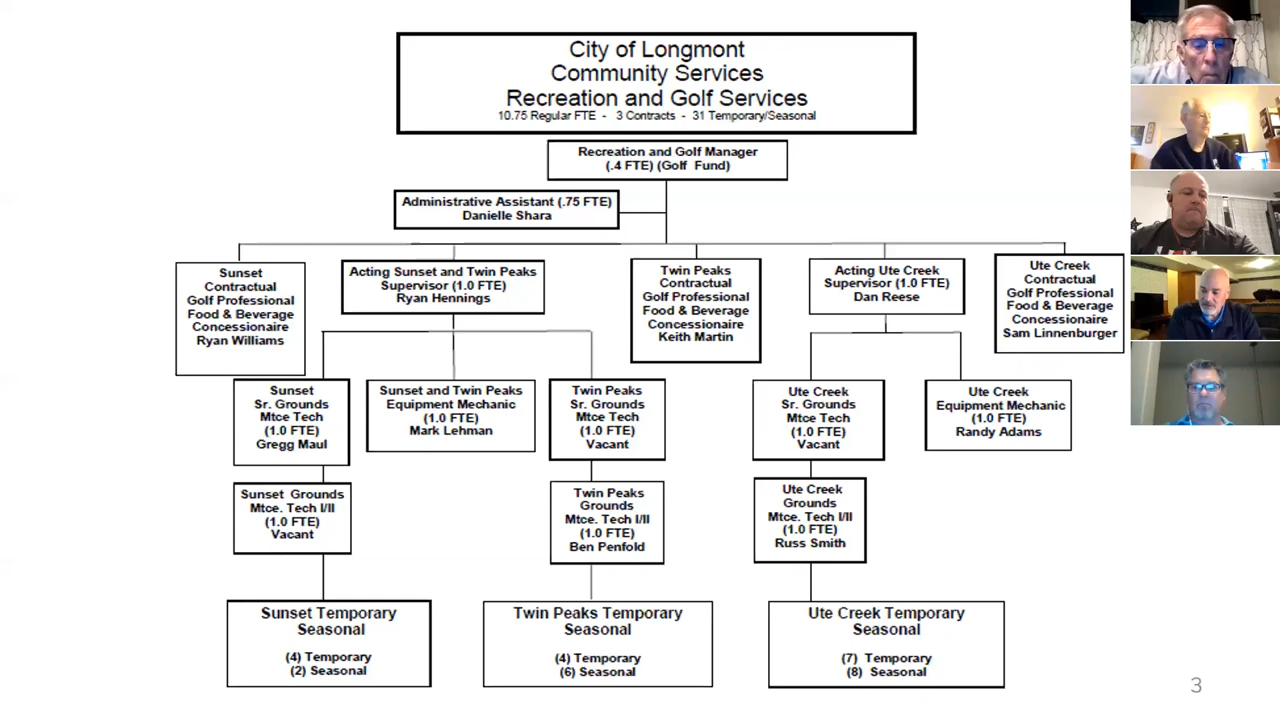 City of Longmont
Community Services
Recreation and Golf Services
10.75 Regular FTE - 3 Contracts - 31 Temporary/Seasonal
Recreation and Golf Manager
(.4 FTE) (Golf Fund)
Administrative Assistant (.75 FTE)
Danielle Shara
Sunset
Contractual
Golf Professional
Food & Beverage
Concessionaire
Ryan Williams
Acting Sunset and Twin Peaks
Supervisor (1.0 FTE)
Ryan Hennings
Twin Peaks
Contractual
Golf Professional
Food & Beverage
Concessionaire
Keith Martin
Acting Ute Creek
Supervisor (1.0 FTE)
Dan Reese
Ute Creek
Contractual
Golf Professional
Food & Beverage
Concessionaire
Sam Linnenburger
Sunset
Sr. Grounds
Mtce Tech
(1.0 FTE)
Gregg Maul
Sunset and Twin Peaks
Equipment Mechanic
(1.0 FTE)
Mark Lehman
Twin Peaks
Sr. Grounds
Mtce Tech
(1.0 FTE)
Vacant
Ute Creek
Sr. Grounds
Mtce Tech
(1.0 FTE)
Vacant
Ute Creek
Equipment Mechanic
(1.0 FTE)
Randy Adams
Sunset Grounds
Mtce. Tech I/II
(1.0 FTE)
Vacant
Twin Peaks
Grounds
Mtce. Tech I/II
(1.0 FTE)
Ben Penfold
Ute Creek
Grounds
Mtce. Tech I/II
(1.0 FTE)
Russ Smith
Sunset Temporary
Seasonal
(4) Temporary
(2) Seasonal
Twin Peaks Temporary
Seasonal
(4) Temporary
(6) Seasonal
Ute Creek Temporary
Seasonal
(7) Temporary
(8) Seasonal
3